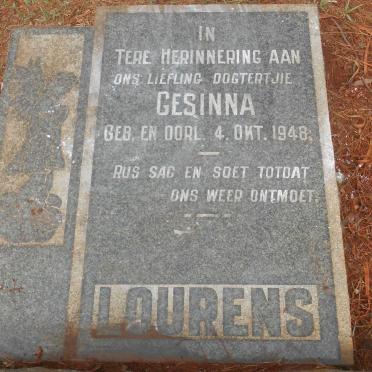 IN
TERE HERINNERING AAN
ONS LIEFLING DOGTERTJIE
GESINNA
GEB. EN OORL. 4. OKT. 1948.
RUS SAG EN SOET TOTDAT
ONS WEER ONTMOET.
LOURENS